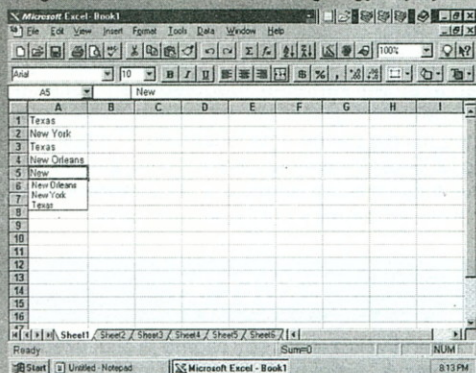 Microsoft Excel - Book1
File Edit View Insert Format Tools Data Window Help
100%
Arial 10 B I U $ % ,
A5 New
A B C D E F G H I
1 Texas
2 New York
3 Texas
4 New Orleans
5 New
6 New Orleans
7 New York
Texas
8
9
10
11
12
13
14
15
16
17
Sheet1 Sheet2 Sheet3 Sheet4 Sheet5 Sheet6
Ready Sum=0 NUM
Start Untitled - Notepad Microsoft Excel - Book1 8:13 PM